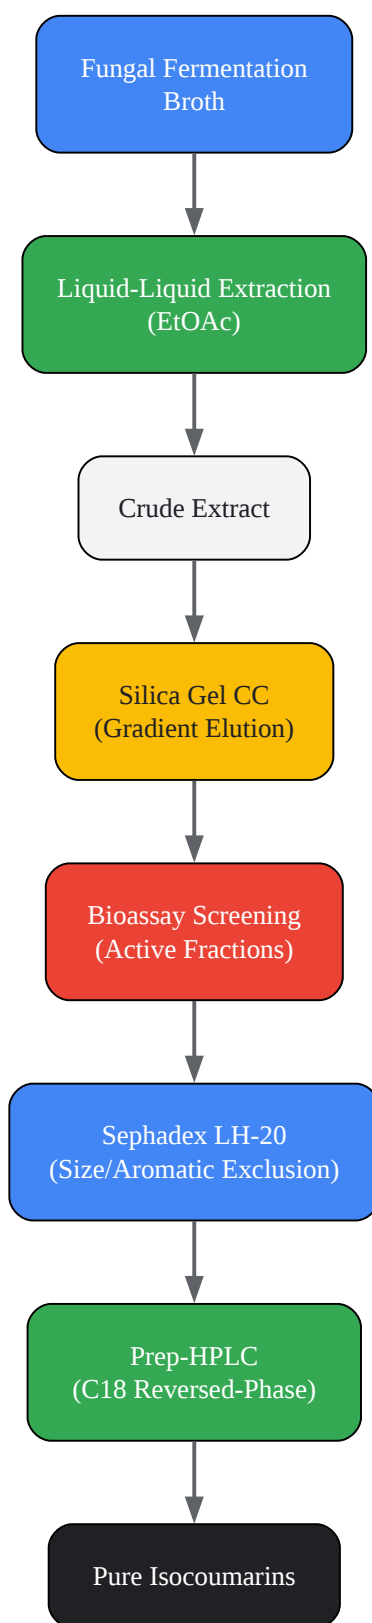 Fungal Fermentation
Broth
Liquid-Liquid Extraction
(EtOAc)
Crude Extract
Silica Gel CC
(Gradient Elution)
Bioassay Screening
(Active Fractions)
Sephadex LH-20
(Size/Aromatic Exclusion)
Prep-HPLC
(C18 Reversed-Phase)
Pure Isocoumarins